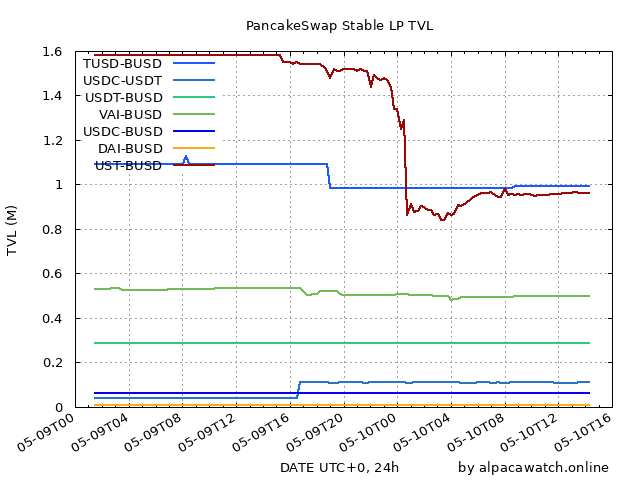 PancakeSwap Stable LP TVL
1.6
1.4
1.2
1
0.8
0.6
0.4
0.2
0
TVL (M)
TUSD-BUSD
USDC-USDT
USDT-BUSD
VAI-BUSD
USDC-BUSD
DAI-BUSD
UST-BUSD
05-09T00
05-09T04
05-09T08
05-09T12
05-09T16
05-09T20
05-10T00
05-10T04
05-10T08
05-10T12
05-10T16
DATE UTC+0, 24h
by alpacawatch.online